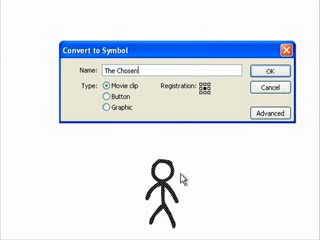 Convert to Symbol
Name: The Chosen OK
Type: Movie clip Registration: Cancel
Button
Graphic
Advanced